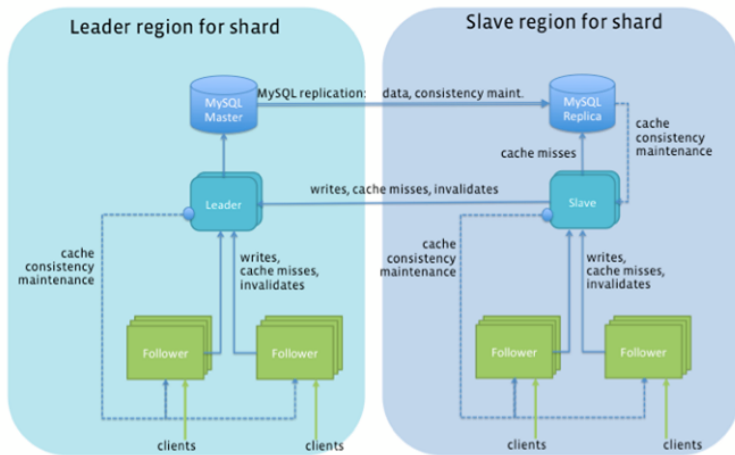 Leader region for shard
Slave region for shard
MySQL
Master
MySQL replication: data, consistency maint.
MySQL
Replica
cache
consistency
maintenance
cache misses
Leader
writes, cache misses, invalidates
Slave
cache
consistency
maintenance
writes,
cache misses,
invalidates
cache
consistency
maintenance
writes,
cache misses,
invalidates
Follower
Follower
Follower
Follower
clients
clients
clients
clients